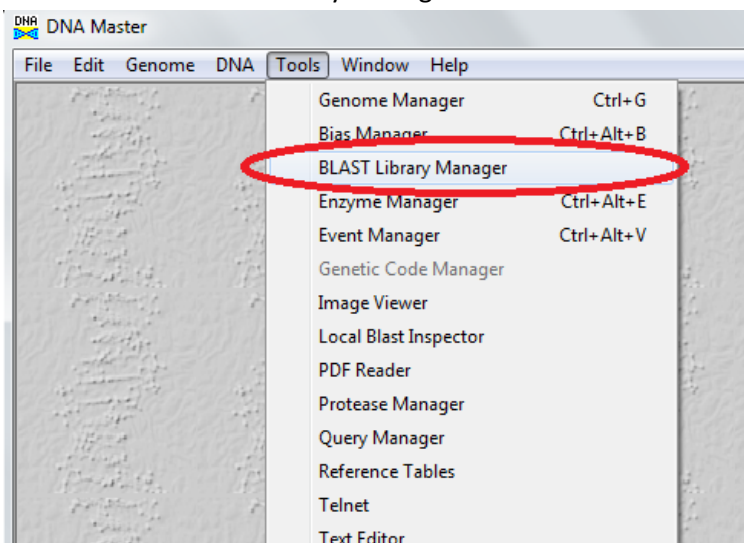 DNA DNA Master
File Edit Genome DNA Tools Window Help
Genome Manager Ctrl+G
Bias Manager Ctrl+Alt+B
BLAST Library Manager
Enzyme Manager Ctrl+Alt+E
Event Manager Ctrl+Alt+V
Genetic Code Manager
Image Viewer
Local Blast Inspector
PDF Reader
Protease Manager
Query Manager
Reference Tables
Telnet
Text Editor